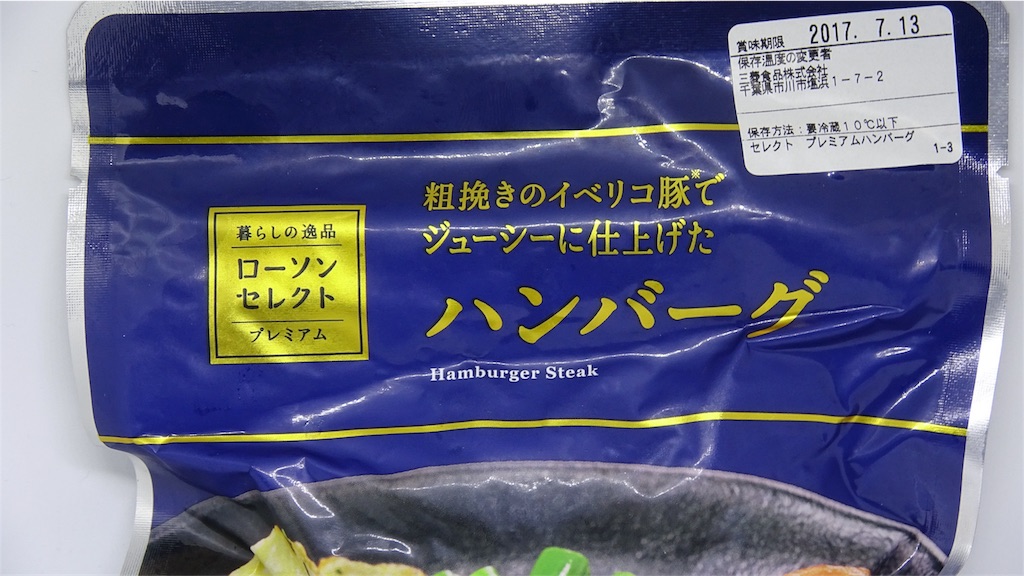 賞味期限 2017. 7.13
保存温度の変更者
三菱食品株式会社
千葉県市川市塩浜1-7-2
保存方法:要冷蔵10℃以下
セレクト プレミアムハンバーグ
1-3
粗挽きのイベリコ豚※で
ジューシーに仕上げた
ハンバーグ
Hamburger Steak
暮らしの逸品
ローソン
セレクト
プレミアム